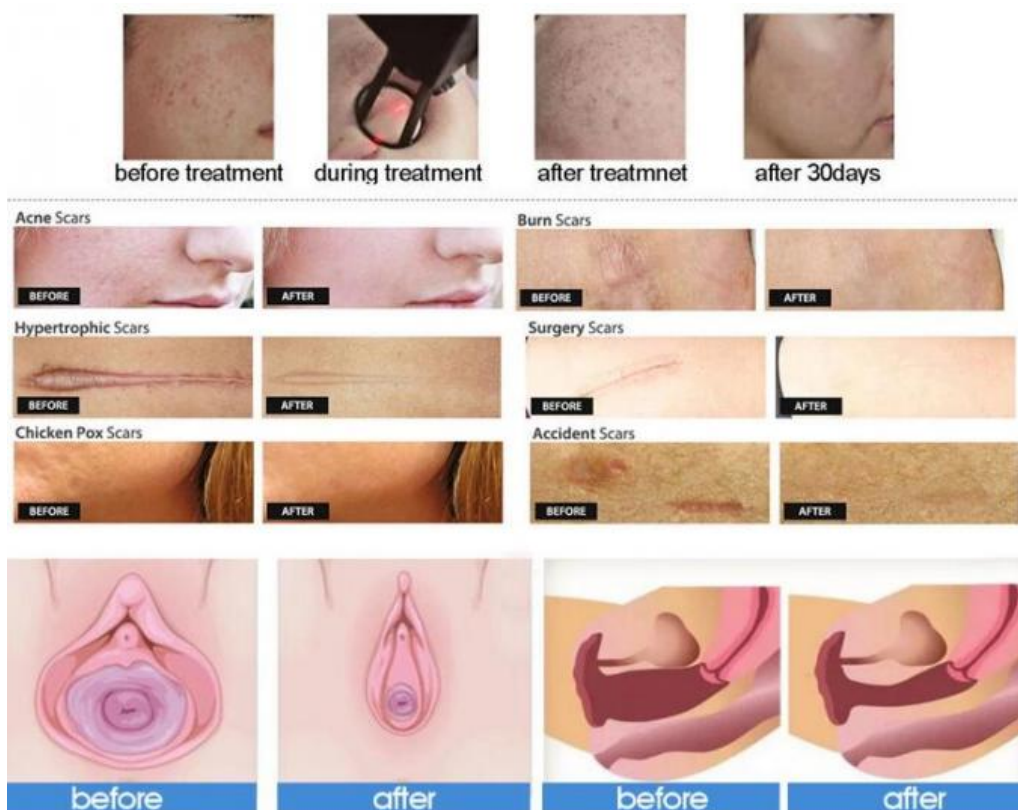 before treatment
during treatment
after treatmnet
after 30days
Acne Scars
Burn Scars
BEFORE
AFTER
BEFORE
AFTER
Hypertrophic Scars
Surgery Scars
BEFORE
AFTER
BEFORE
AFTER
Chicken Pox Scars
Accident Scars
BEFORE
AFTER
BEFORE
AFTER
before
after
before
after